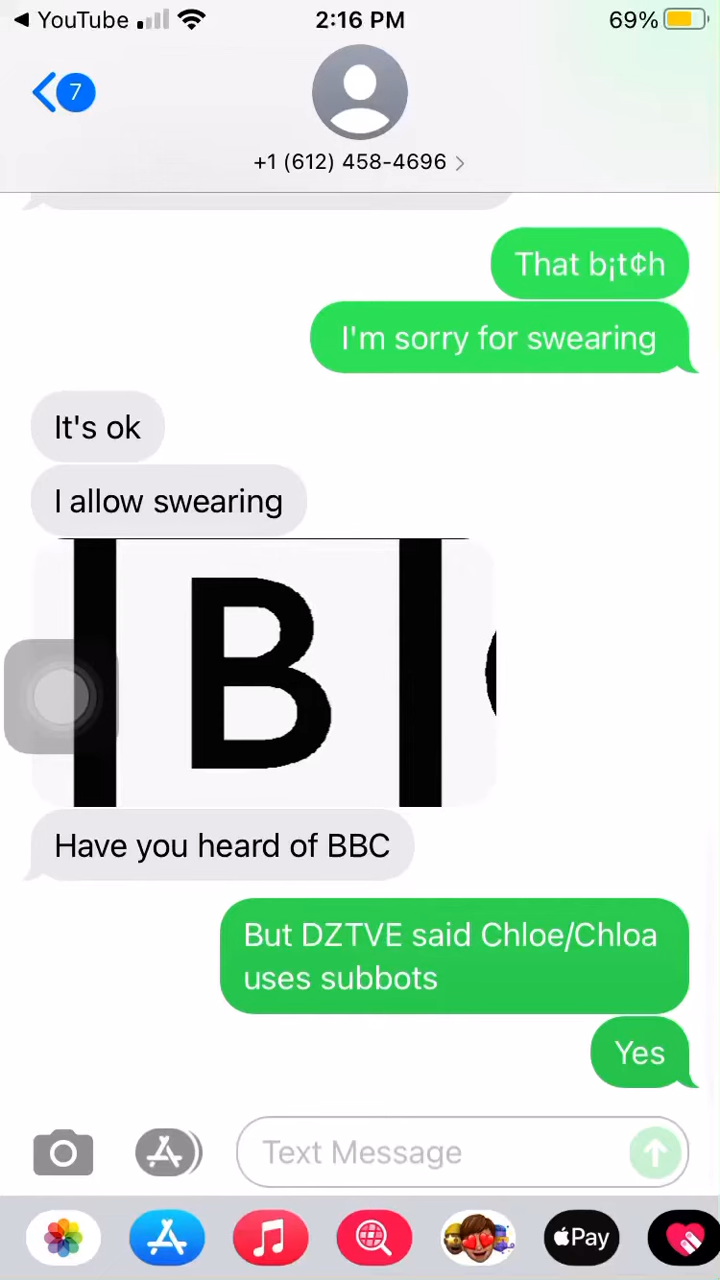 YouTube 2:16 PM 69%
7
+1 (612) 458-4696
That b¡t¢h
I'm sorry for swearing
It's ok
I allow swearing
B
Have you heard of BBC
But DZTVE said Chloe/Chloa
uses subbots
Yes
Text Message
Pay